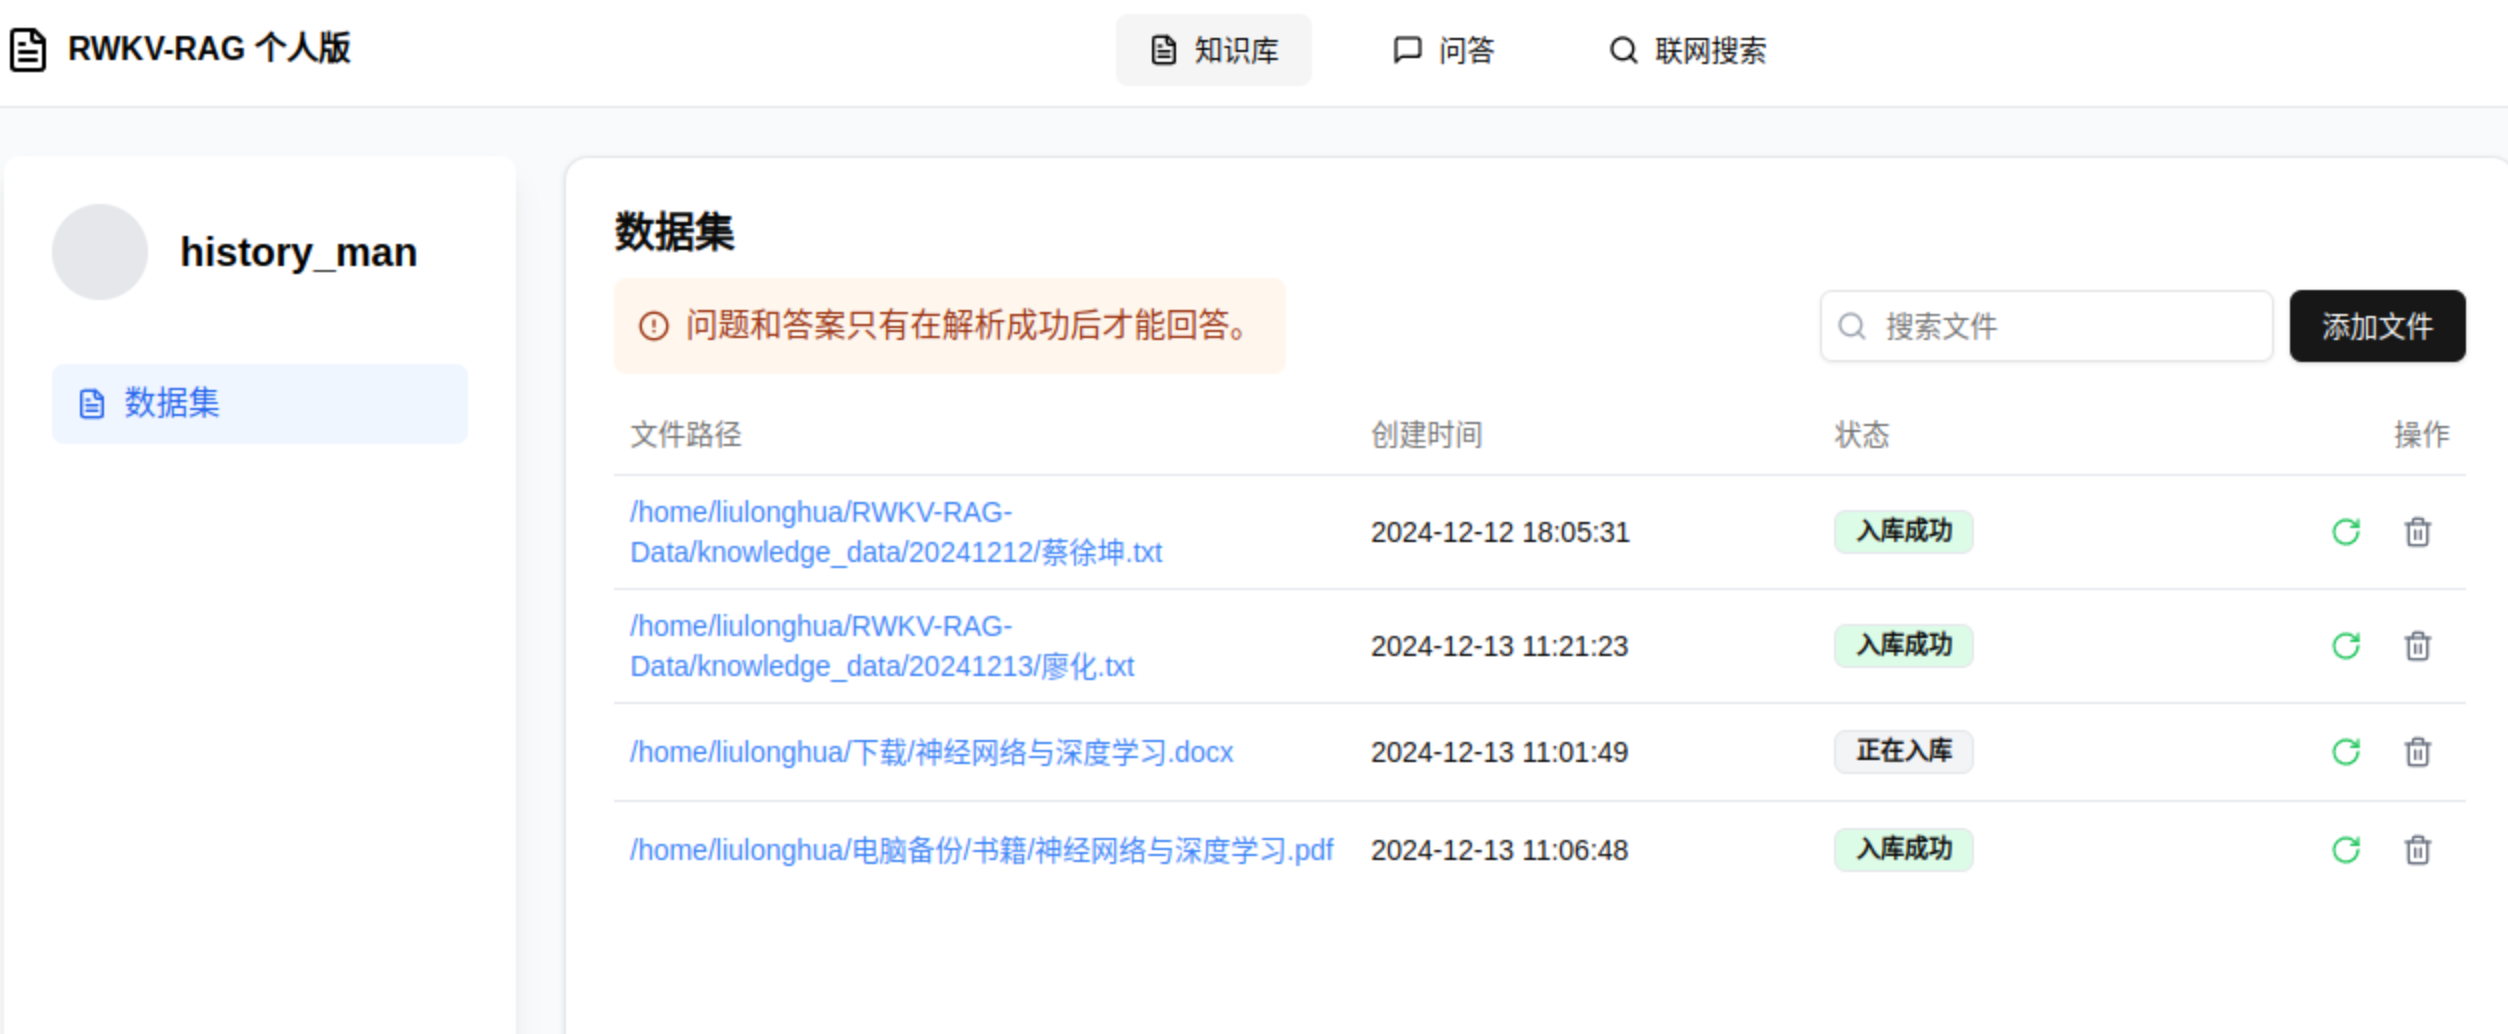 RWKV-RAG 个人版
知识库
问答
联网搜索
history_man
数据集
数据集
问题和答案只有在解析成功后才能回答。
搜索文件
添加文件
文件路径 创建时间 状态 操作
/home/liulonghua/RWKV-RAG-
Data/knowledge_data/20241212/蔡徐坤.txt
2024-12-12 18:05:31
入库成功
/home/liulonghua/RWKV-RAG-
Data/knowledge_data/20241213/廖化.txt
2024-12-13 11:21:23
入库成功
/home/liulonghua/下载/神经网络与深度学习.docx
2024-12-13 11:01:49
正在入库
/home/liulonghua/电脑备份/书籍/神经网络与深度学习.pdf
2024-12-13 11:06:48
入库成功